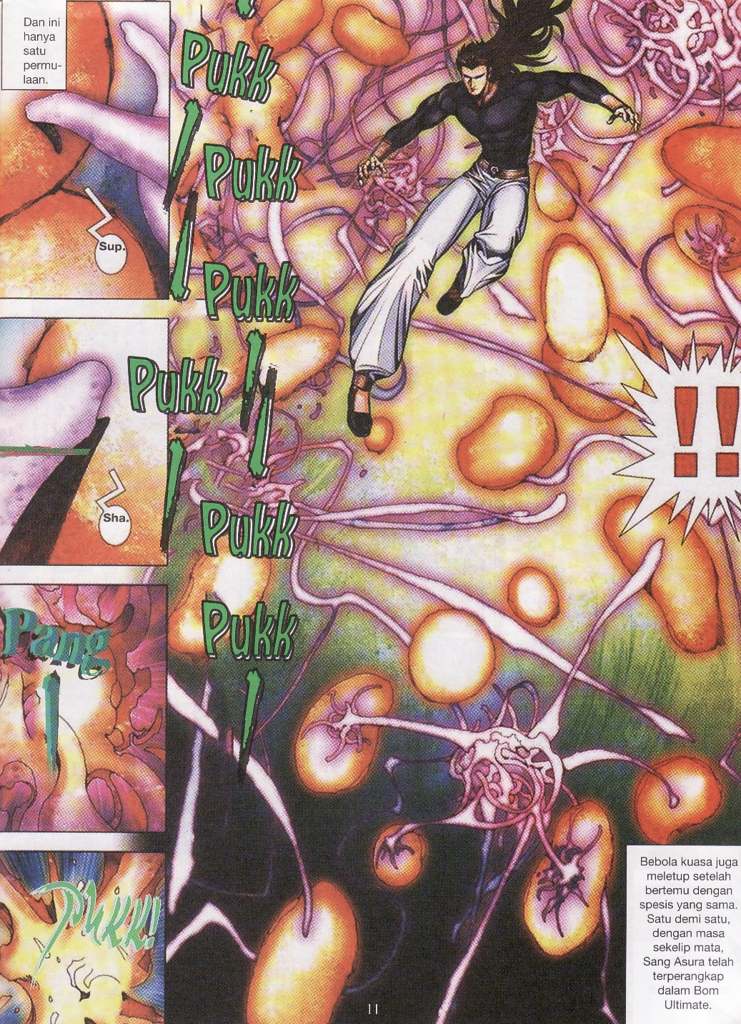 Dan ini
hanya
satu
permu-
laan.
Sup.
Sha.
Pang
!
Pukk!
Pukk
!
Pukk
!
Pukk
!
Pukk
!
Pukk
!
Pukk
!
!!
Bebola kuasa juga
meletup setelah
bertemu dengan
spesis yang sama.
Satu demi satu,
dengan masa
sekelip mata,
Sang Asura telah
terperangkap
dalam Bom
Ultimate.
11